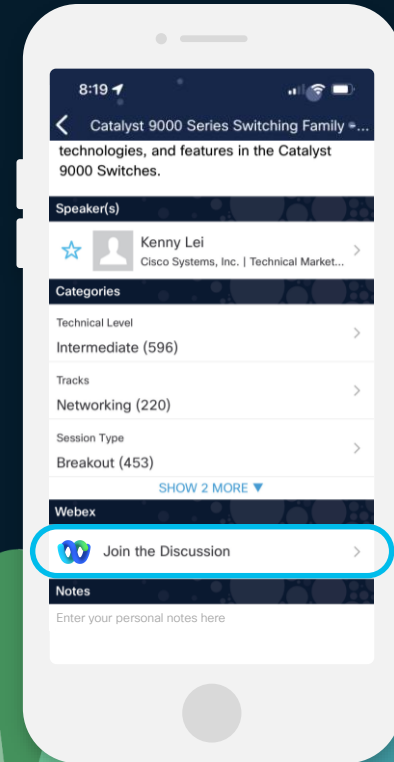 8:19
Catalyst 9000 Series Switching Family -...
technologies, and features in the Catalyst
9000 Switches.
Speaker(s)
Kenny Lei
Cisco Systems, Inc. | Technical Market...
Categories
Technical Level
Intermediate (596)
Tracks
Networking (220)
Session Type
Breakout (453)
SHOW 2 MORE ▼
Webex
Join the Discussion
Notes
Enter your personal notes here